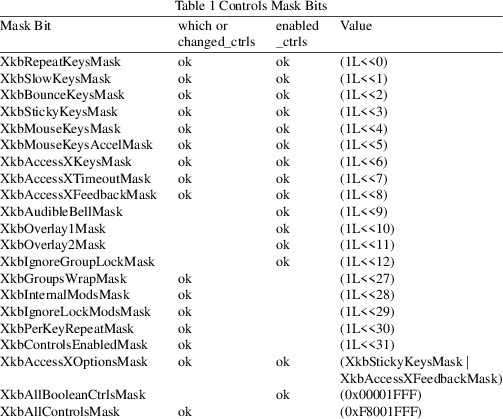 Table 1 Controls Mask Bits
Mask Bit which or changed_ctrls enabled _ctrls Value
XkbRepeatKeysMask ok ok (1L<<0)
XkbSlowKeysMask ok ok (1L<<1)
XkbBounceKeysMask ok ok (1L<<2)
XkbStickyKeysMask ok ok (1L<<3)
XkbMouseKeysMask ok ok (1L<<4)
XkbMouseKeysAccelMask ok ok (1L<<5)
XkbAccessXKeysMask ok ok (1L<<6)
XkbAccessXTimeoutMask ok ok (1L<<7)
XkbAccessXFeedbackMask ok ok (1L<<8)
XkbAudibleBellMask ok (1L<<9)
XkbOverlay1Mask ok (1L<<10)
XkbOverlay2Mask ok (1L<<11)
XkbIgnoreGroupLockMask ok (1L<<12)
XkbGroupsWrapMask ok (1L<<27)
XkbInternalModsMask ok (1L<<28)
XkbIgnoreLockModsMask ok (1L<<29)
XkbPerKeyRepeatMask ok (1L<<30)
XkbControlsEnabledMask ok (1L<<31)
XkbAccessXOptionsMask ok ok (XkbStickyKeysMask |
XkbAccessXFeedbackMask)
XkbAllBooleanCtrlsMask ok (0x00001FFF)
XkbAllControlsMask ok (0xF8001FFF)